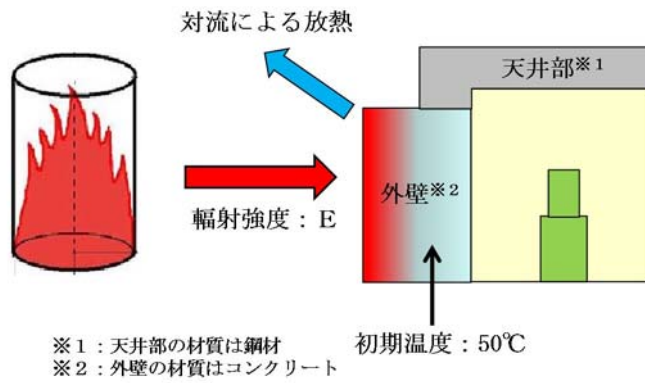 対流による放熱
天井部※1
外壁※2
輻射強度：E
初期温度：50℃
※1：天井部の材質は鋼材
※2：外壁の材質はコンクリート